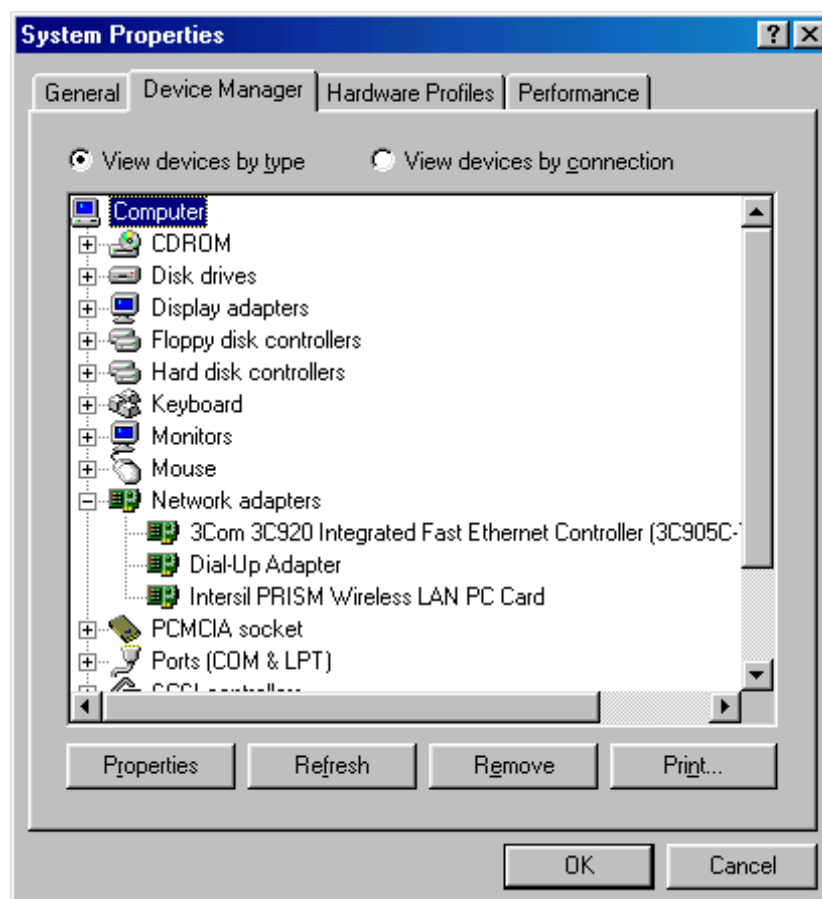 System Properties
General Device Manager Hardware Profiles Performance
View devices by type View devices by connection
Computer
CDROM
Disk drives
Display adapters
Floppy disk controllers
Hard disk controllers
Keyboard
Monitors
Mouse
Network adapters
3Com 3C920 Integrated Fast Ethernet Controller (3C905C-
Dial-Up Adapter
Intersil PRISM Wireless LAN PC Card
PCMCIA socket
Ports (COM & LPT)
SCSI controllers
Properties Refresh Remove Print...
OK Cancel